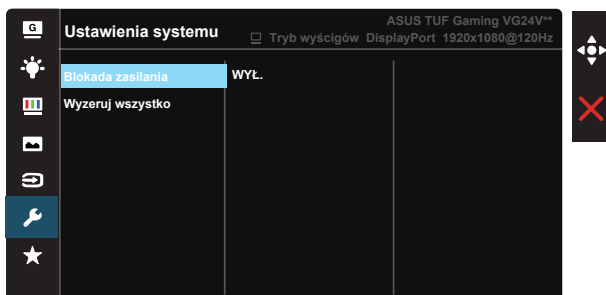 G
Ustawienia systemu
ASUS TUF Gaming VG24V**
Tryb wyścigów DisplayPort 1920x1080@120Hz
Blokada zasilania WYŁ.
Wyzeruj wszystko